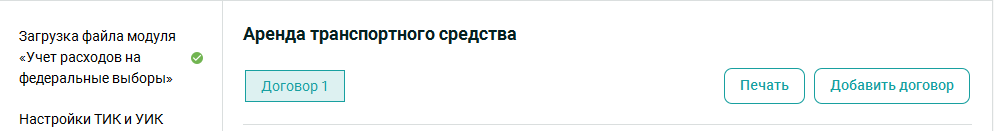 Загрузка файла модуля
«Учет расходов на
федеральные выборы»
Настройки ТИК и УИК
Аренда транспортного средства
Договор 1
Печать
Добавить договор